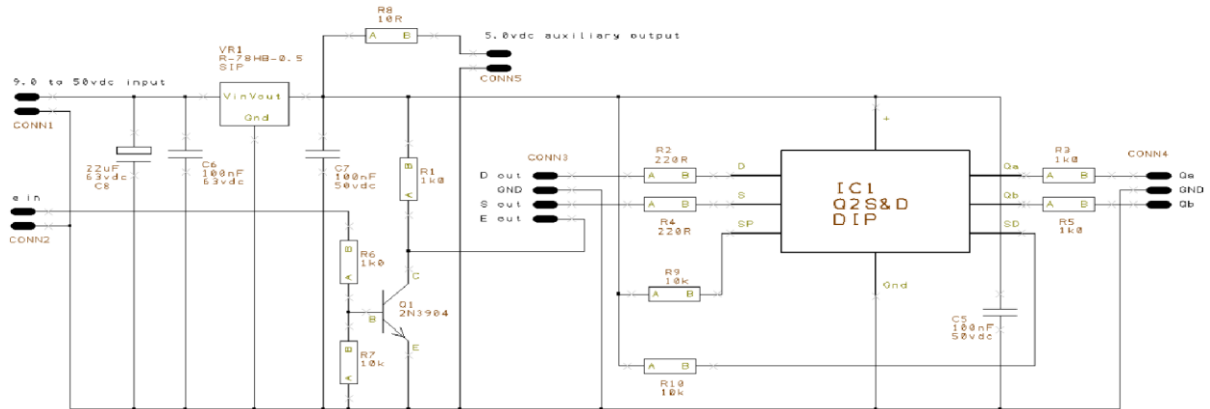 R8
10R
5.0vdc auxiliary output
A B
CONN5
VR1
R-78HB-0.5
SIP
9.0 to 50vdc input
VinVout
Gnd
CONN1
22uF
63vdc
C8
C6
100nF
63vdc
C7
100nF
50vdc
B
A
R1
1k0
e in
CONN2
B
A
R6
1k0
C
Q1
2N3904
B
E
B
A
R7
10k
CONN3
D out
GND
S out
E out
R2
220R
A B
D
R4
220R
A B
S
SP
R9
10k
A B
A B
R10
10k
+
IC1
Q2S&D
DIP
Gnd
Qa
Qb
SD
R3
1k0
A B
R5
1k0
A B
CONN4
Qa
GND
Qb
C5
100nF
50vdc